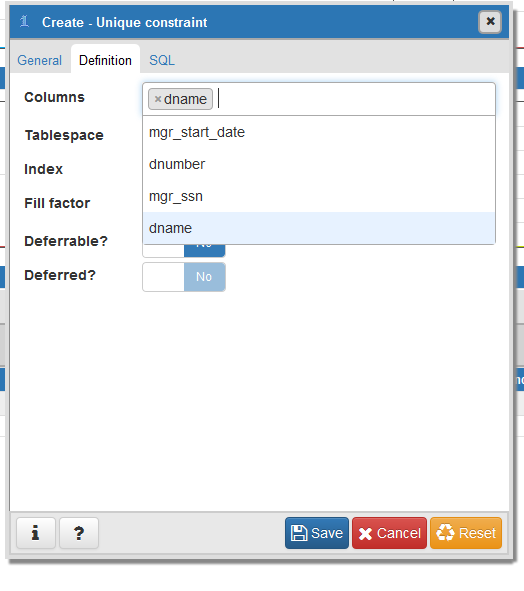 Create - Unique constraint
General Definition SQL
Columns
× dname
mgr_start_date
dnumber
mgr_ssn
dname
Tablespace
Index
Fill factor
Deferrable?
No
Deferred?
No
i ? Save Cancel Reset